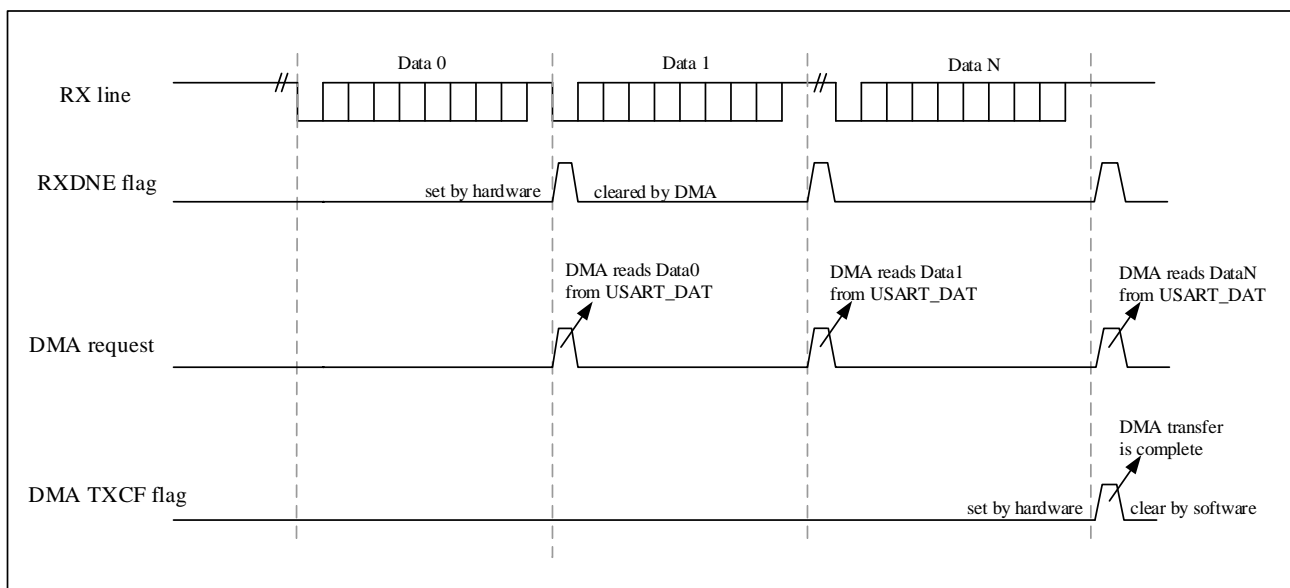 Data 0
Data 1
Data N
RX line
RXDNE flag
set by hardware
cleared by DMA
DMA reads Data0
from USART_DAT
DMA reads Data1
from USART_DAT
DMA reads DataN
from USART_DAT
DMA request
DMA transfer
is complete
DMA TXCF flag
set by hardware
clear by software